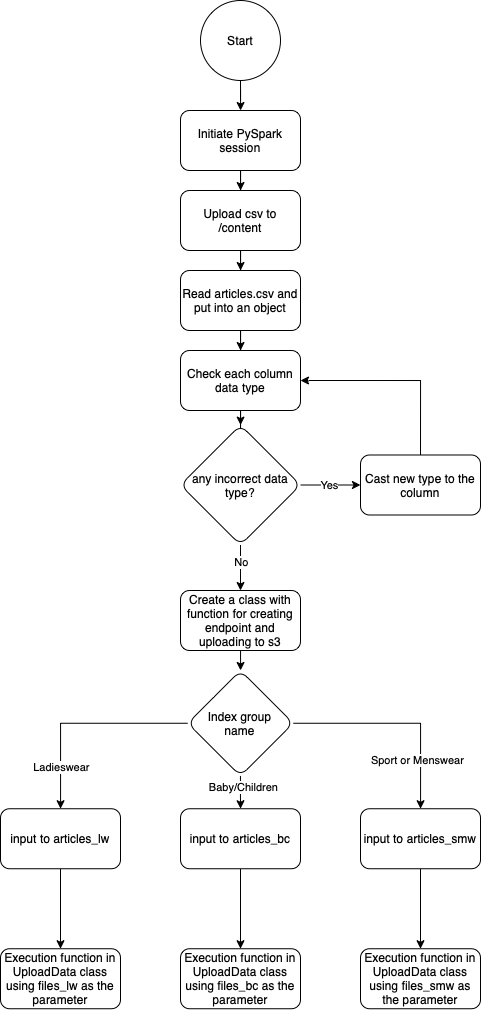 Start
Initiate PySpark
session
Upload csv to
/content
Read articles.csv and
put into an object
Check each column
data type
any incorrect data
type?
Yes
Cast new type to the
column
No
Create a class with
function for creating
endpoint and
uploading to s3
Index group
name
Ladieswear
Baby/Children
Sport or Menswear
input to articles_lw
input to articles_bc
input to articles_smw
Execution function in
UploadData class
using files_lw as the
parameter
Execution function in
UploadData class
using files_bc as the
parameter
Execution function in
UploadData class
using files_smw as
the parameter